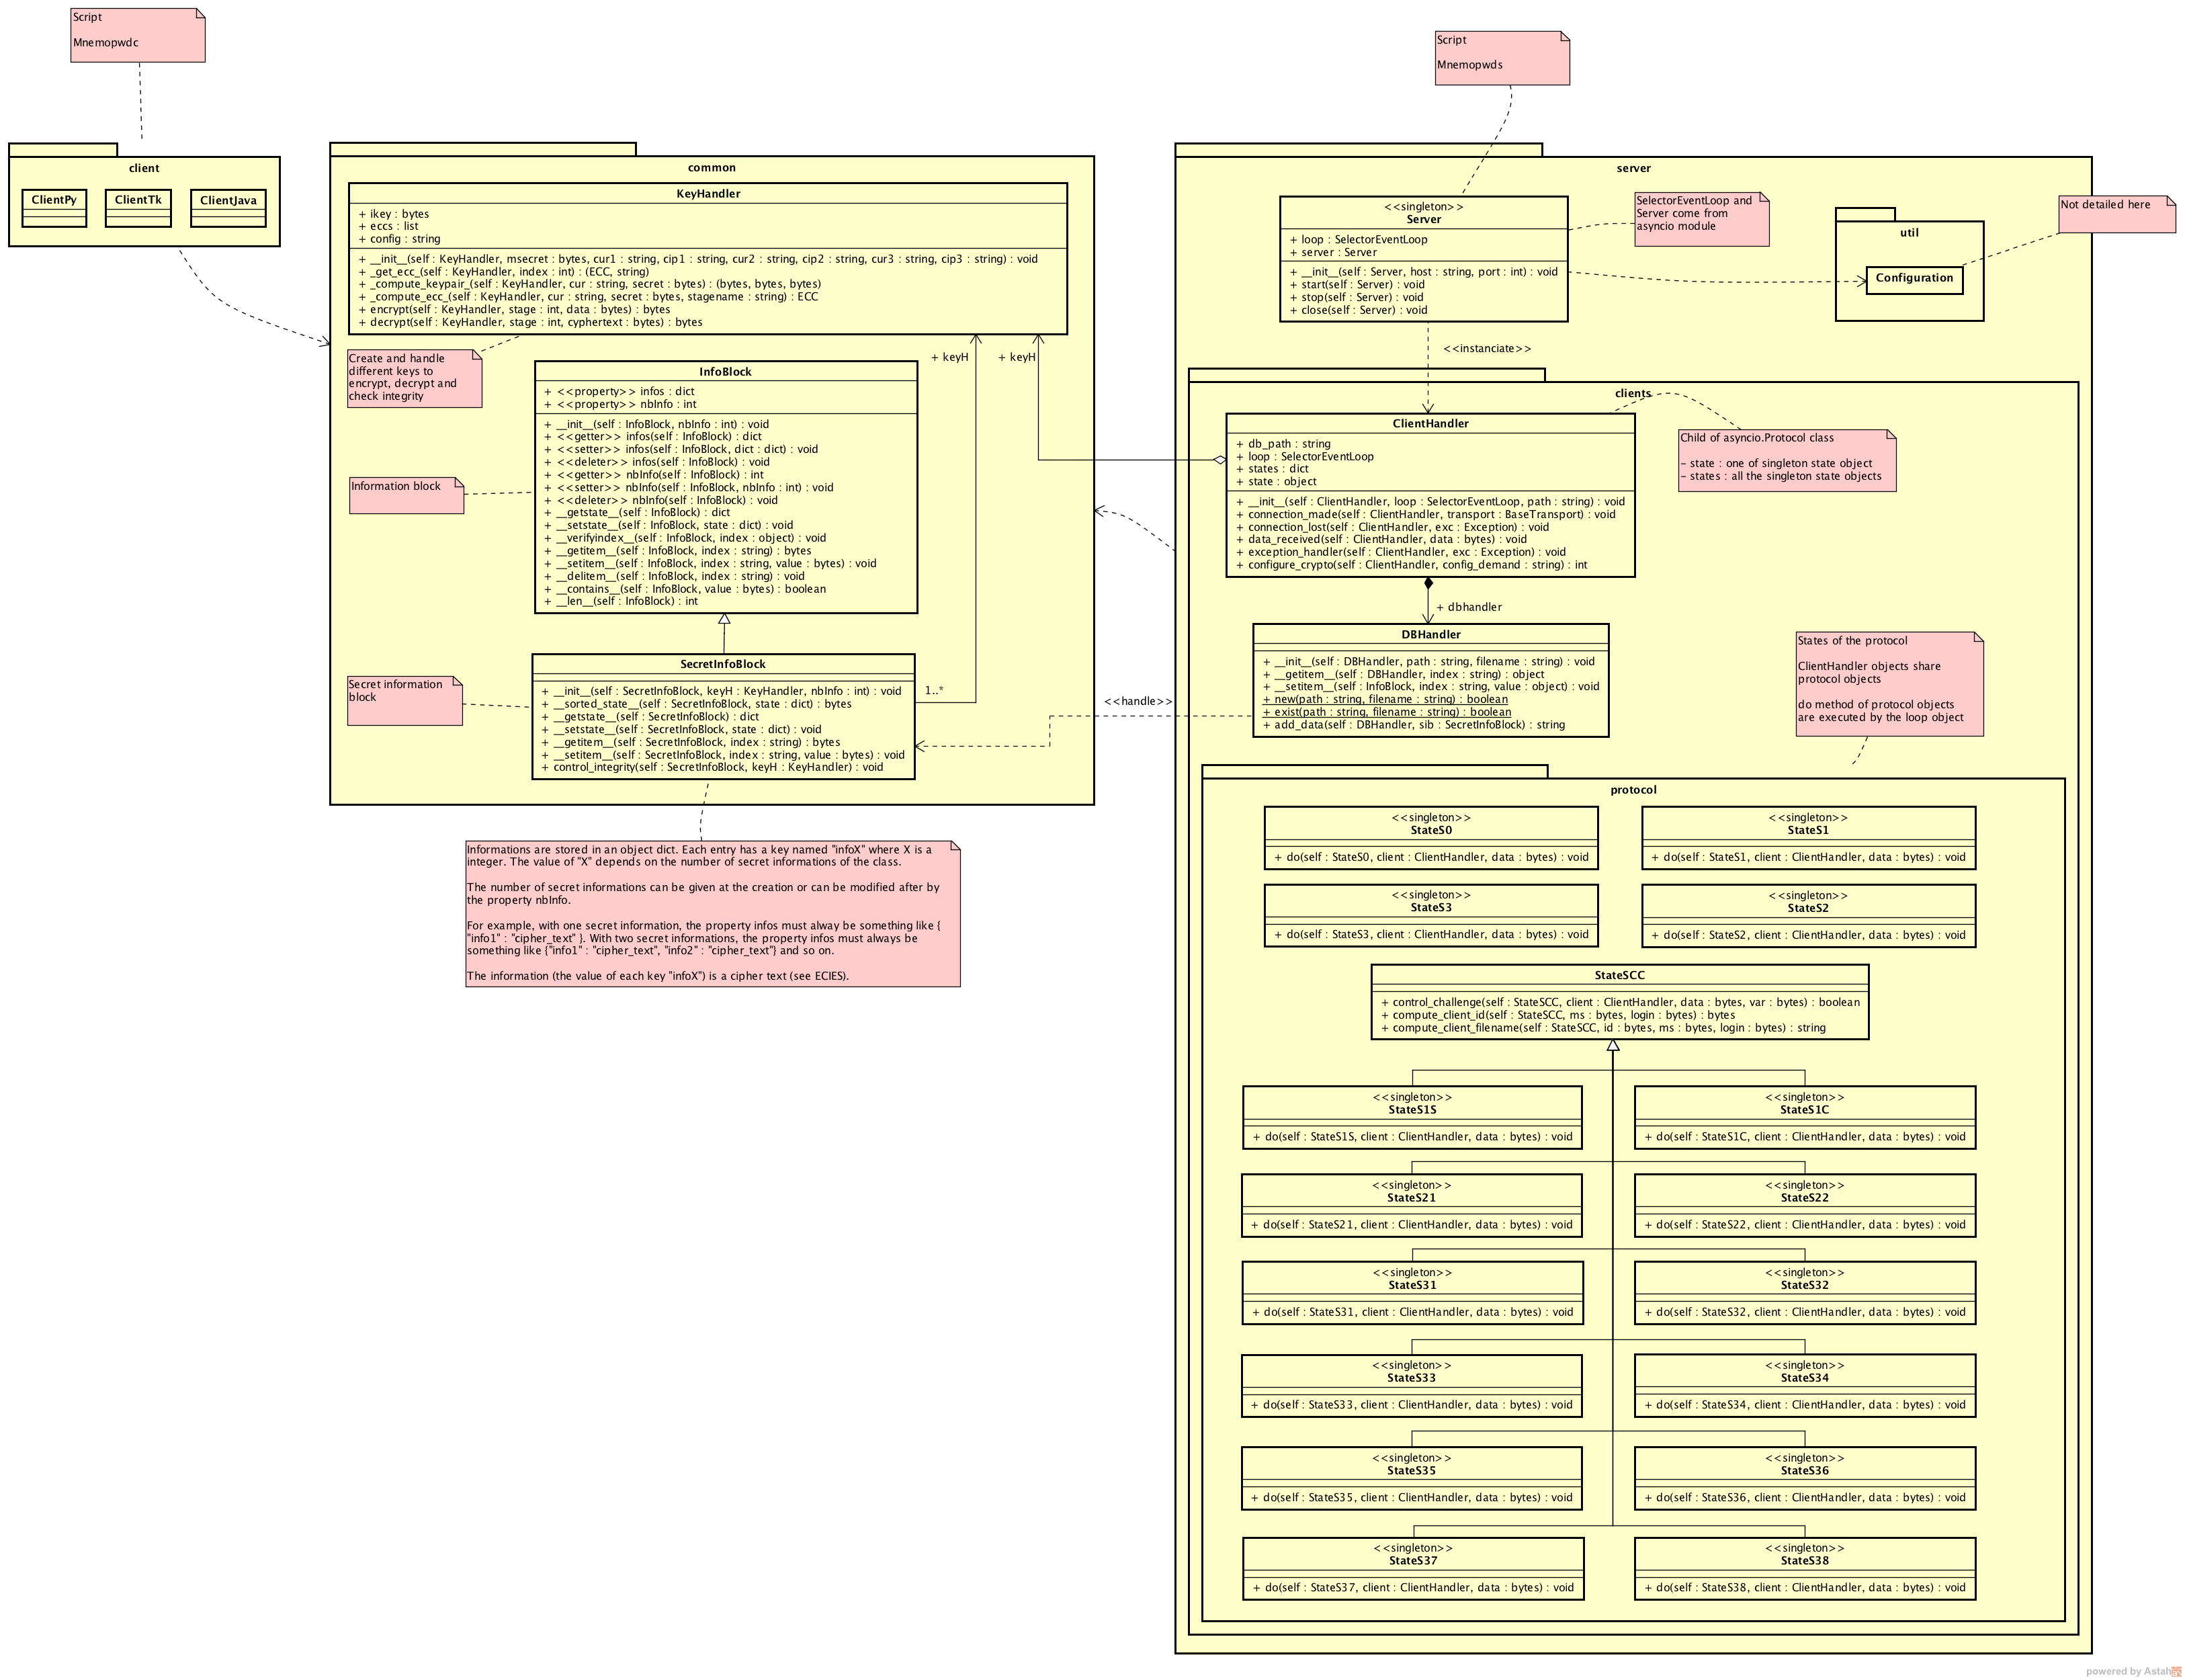 Script
Mnemopwdc
client
ClientPy
ClientTk
ClientJava
common
KeyHandler
+ ikey : bytes
+ eccs : list
+ config : string
+ __init__(self : KeyHandler, msecret : bytes, cur1 : string, cip1 : string, cur2 : string, cip2 : string, cur3 : string, cip3 : string) : void
+ _get_ecc_(self : KeyHandler, index : int) : (ECC, string)
+ _compute_keypair_(self : KeyHandler, cur : string, secret : bytes) : (bytes, bytes, bytes)
+ _compute_ecc_(self : KeyHandler, cur : string, secret : bytes, stagename : string) : ECC
+ encrypt(self : KeyHandler, stage : int, data : bytes) : bytes
+ decrypt(self : KeyHandler, stage : int, cyphertext : bytes) : bytes
Create and handle
different keys to
encrypt, decrypt and
check integrity
+ keyH
+ keyH
InfoBlock
+ <<property>> infos : dict
+ <<property>> nbInfo : int
+ __init__(self : InfoBlock, nbInfo : int) : void
+ <<getter>> infos(self : InfoBlock) : dict
+ <<setter>> infos(self : InfoBlock, dict : dict) : void
+ <<deleter>> infos(self : InfoBlock) : void
+ <<getter>> nbInfo(self : InfoBlock) : int
+ <<setter>> nbInfo(self : InfoBlock, nbInfo : int) : void
+ <<deleter>> nbInfo(self : InfoBlock) : void
+ __getstate__(self : InfoBlock) : dict
+ __setstate__(self : InfoBlock, state : dict) : void
+ __verifyindex__(self : InfoBlock, index : object) : void
+ __getitem__(self : InfoBlock, index : string) : bytes
+ __setitem__(self : InfoBlock, index : string, value : bytes) : void
+ __delitem__(self : InfoBlock, index : string) : void
+ __contains__(self : InfoBlock, value : bytes) : boolean
+ __len__(self : InfoBlock) : int
Information block
SecretInfoBlock
+ __init__(self : SecretInfoBlock, keyH : KeyHandler, nbInfo : int) : void
+ __sorted_state__(self : SecretInfoBlock, state : dict) : bytes
+ __getstate__(self : SecretInfoBlock) : dict
+ __setstate__(self : SecretInfoBlock, state : dict) : void
+ __getitem__(self : SecretInfoBlock, index : string) : bytes
+ __setitem__(self : SecretInfoBlock, index : string, value : bytes) : void
+ control_integrity(self : SecretInfoBlock, keyH : KeyHandler) : void
1..*
Secret information
block
Informations are stored in an object dict. Each entry has a key named "infoX" where X is a
integer. The value of "X" depends on the number of secret informations of the class.
The number of secret informations can be given at the creation or can be modified after by
the property nbInfo.
For example, with one secret information, the property infos must alway be something like {
"info1" : "cipher_text" }. With two secret informations, the property infos must always be
something like {"info1" : "cipher_text", "info2" : "cipher_text"} and so on.
The information (the value of each key "infoX") is a cipher text (see ECIES).
<<handle>>
Script
Mnemopwds
server
<<singleton>>
Server
+ loop : SelectorEventLoop
+ server : Server
+ __init__(self : Server, host : string, port : int) : void
+ start(self : Server) : void
+ stop(self : Server) : void
+ close(self : Server) : void
SelectorEventLoop and
Server come from
asyncio module
util
Configuration
Not detailed here
<<instanciate>>
clients
ClientHandler
+ db_path : string
+ loop : SelectorEventLoop
+ states : dict
+ state : object
+ __init__(self : ClientHandler, loop : SelectorEventLoop, path : string) : void
+ connection_made(self : ClientHandler, transport : BaseTransport) : void
+ connection_lost(self : ClientHandler, exc : Exception) : void
+ data_received(self : ClientHandler, data : bytes) : void
+ exception_handler(self : ClientHandler, exc : Exception) : void
+ configure_crypto(self : ClientHandler, config_demand : string) : int
Child of asyncio.Protocol class
– state : one of singleton state object
– states : all the singleton state objects
+ dbhandler
DBHandler
+ __init__(self : DBHandler, path : string, filename : string) : void
+ __getitem__(self : DBHandler, index : string) : object
+ __setitem__(self : InfoBlock, index : string, value : object) : void
+ new(path : string, filename : string) : boolean
+ exist(path : string, filename : string) : boolean
+ add_data(self : DBHandler, sib : SecretInfoBlock) : string
States of the protocol
ClientHandler objects share
protocol objects
do method of protocol objects
are executed by the loop object
protocol
<<singleton>>
StateS0
+ do(self : StateS0, client : ClientHandler, data : bytes) : void
<<singleton>>
StateS1
+ do(self : StateS1, client : ClientHandler, data : bytes) : void
<<singleton>>
StateS3
+ do(self : StateS3, client : ClientHandler, data : bytes) : void
<<singleton>>
StateS2
+ do(self : StateS2, client : ClientHandler, data : bytes) : void
StateSCC
+ control_challenge(self : StateSCC, client : ClientHandler, data : bytes, var : bytes) : boolean
+ compute_client_id(self : StateSCC, ms : bytes, login : bytes) : bytes
+ compute_client_filename(self : StateSCC, id : bytes, ms : bytes, login : bytes) : string
<<singleton>>
StateS1S
+ do(self : StateS1S, client : ClientHandler, data : bytes) : void
<<singleton>>
StateS1C
+ do(self : StateS1C, client : ClientHandler, data : bytes) : void
<<singleton>>
StateS21
+ do(self : StateS21, client : ClientHandler, data : bytes) : void
<<singleton>>
StateS22
+ do(self : StateS22, client : ClientHandler, data : bytes) : void
<<singleton>>
StateS31
+ do(self : StateS31, client : ClientHandler, data : bytes) : void
<<singleton>>
StateS32
+ do(self : StateS32, client : ClientHandler, data : bytes) : void
<<singleton>>
StateS33
+ do(self : StateS33, client : ClientHandler, data : bytes) : void
<<singleton>>
StateS34
+ do(self : StateS34, client : ClientHandler, data : bytes) : void
<<singleton>>
StateS35
+ do(self : StateS35, client : ClientHandler, data : bytes) : void
<<singleton>>
StateS36
+ do(self : StateS36, client : ClientHandler, data : bytes) : void
<<singleton>>
StateS37
+ do(self : StateS37, client : ClientHandler, data : bytes) : void
<<singleton>>
StateS38
+ do(self : StateS38, client : ClientHandler, data : bytes) : void
powered by Astah